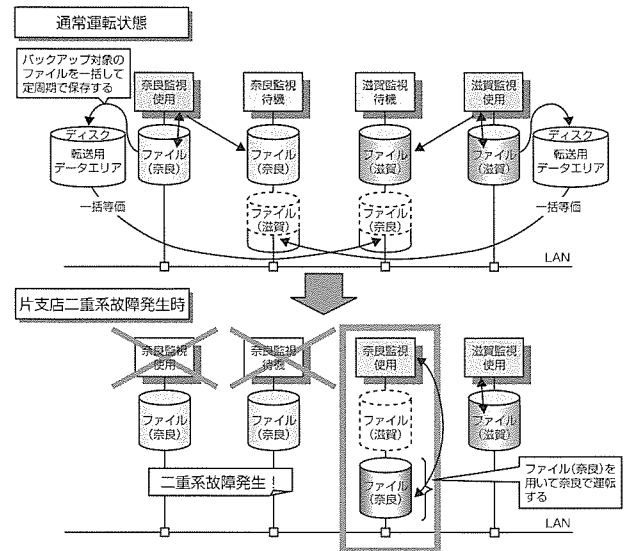 通常運転状態
バックアップ対象の
ファイルを一括して
定周期で保存する
奈良監視
使用
奈良監視
待機
滋賀監視
待機
滋賀監視
使用
ディスク
転送用
データエリア
ファイル
(奈良)
ファイル
(奈良)
ファイル
(滋賀)
ファイル
(滋賀)
ディスク
転送用
データエリア
一括等価
ファイル
(滋賀)
ファイル
(奈良)
一括等価
LAN
片支店二重系故障発生時
奈良監視
使用
奈良監視
待機
奈良監視
使用
滋賀監視
使用
ファイル
(奈良)
ファイル
(奈良)
ファイル
(滋賀)
ファイル
(滋賀)
二重系故障発生!
ファイル
(奈良)
ファイル(奈良)を
用いて奈良で運転
する
LAN